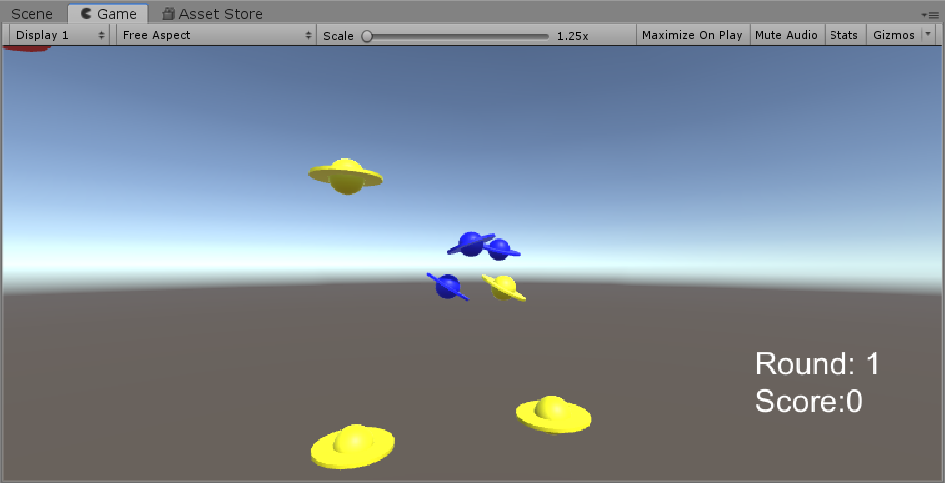 Scene Game Asset Store
Display 1 Free Aspect Scale 1.25x Maximize On Play Mute Audio Stats Gizmos
Round: 1
Score:0